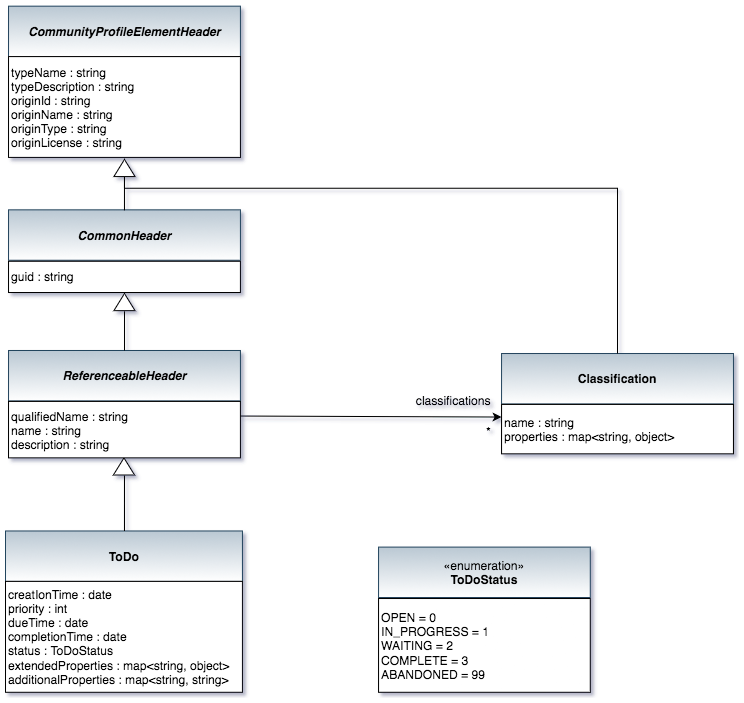 CommunityProfileElementHeader
typeName : string
typeDescription : string
originId : string
originName : string
originType : string
originLicense : string
CommonHeader
guid : string
ReferenceableHeader
qualifiedName : string
name : string
description : string
classifications
*
Classification
name : string
properties : map<string, object>
ToDo
creatIonTime : date
priority : int
dueTime : date
completionTime : date
status : ToDoStatus
extendedProperties : map<string, object>
additionalProperties : map<string, string>
«enumeration»
ToDoStatus
OPEN = 0
IN_PROGRESS = 1
WAITING = 2
COMPLETE = 3
ABANDONED = 99